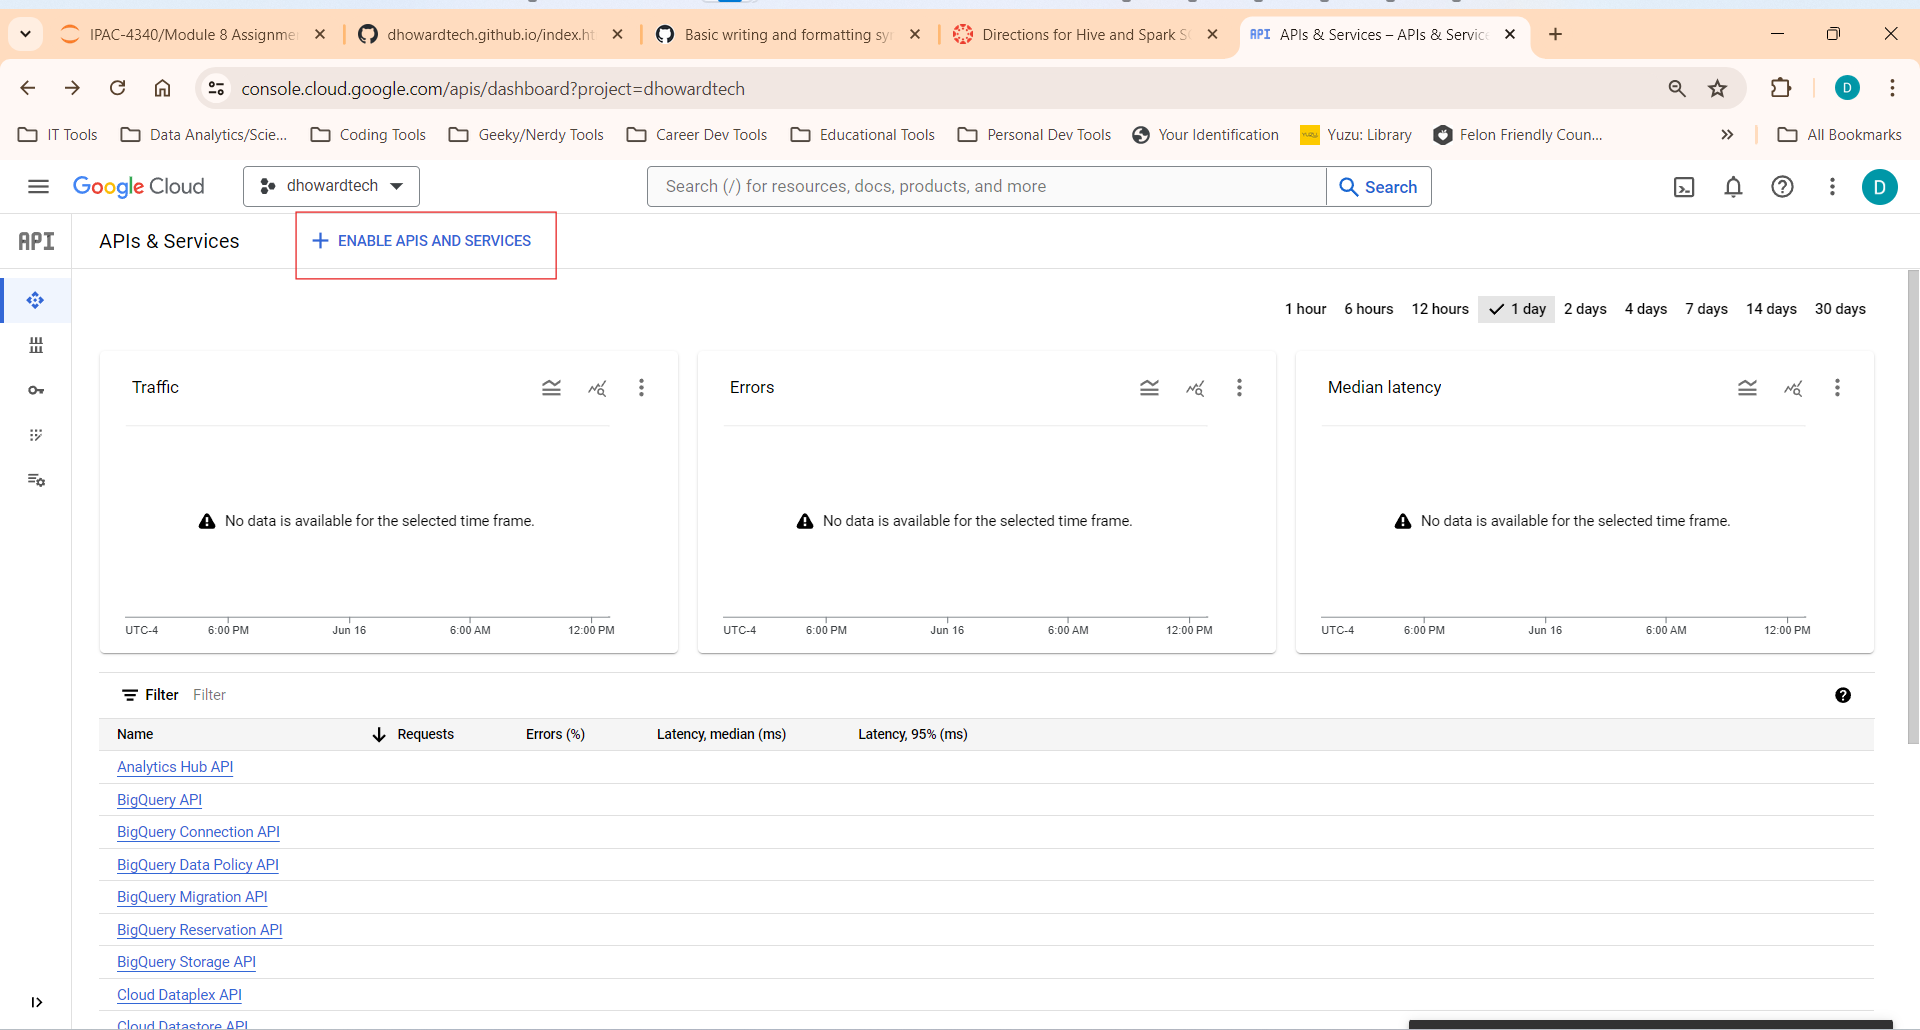 IPAC-4340/Module 8 Assignme
dhowardtech.github.io/index.ht
Basic writing and formatting sy
Directions for Hive and Spark S
API APIs & Services – APIs & Service
console.cloud.google.com/apis/dashboard?project=dhowardtech
D
IT Tools
Data Analytics/Scie...
Coding Tools
Geeky/Nerdy Tools
Career Dev Tools
Educational Tools
Personal Dev Tools
Your Identification
Yuzu: Library
Felon Friendly Coun...
All Bookmarks
Google Cloud
dhowardtech
Search (/) for resources, docs, products, and more
Search
D
API
APIs & Services
ENABLE APIS AND SERVICES
1 hour 6 hours 12 hours 1 day 2 days 4 days 7 days 14 days 30 days
Traffic
No data is available for the selected time frame.
UTC-4 6:00 PM Jun 16 6:00 AM 12:00 PM
Errors
No data is available for the selected time frame.
UTC-4 6:00 PM Jun 16 6:00 AM 12:00 PM
Median latency
No data is available for the selected time frame.
UTC-4 6:00 PM Jun 16 6:00 AM 12:00 PM
Filter Filter
Name Requests Errors (%) Latency, median (ms) Latency, 95% (ms)
Analytics Hub API
BigQuery API
BigQuery Connection API
BigQuery Data Policy API
BigQuery Migration API
BigQuery Reservation API
BigQuery Storage API
Cloud Dataplex API
Cloud Datastore API